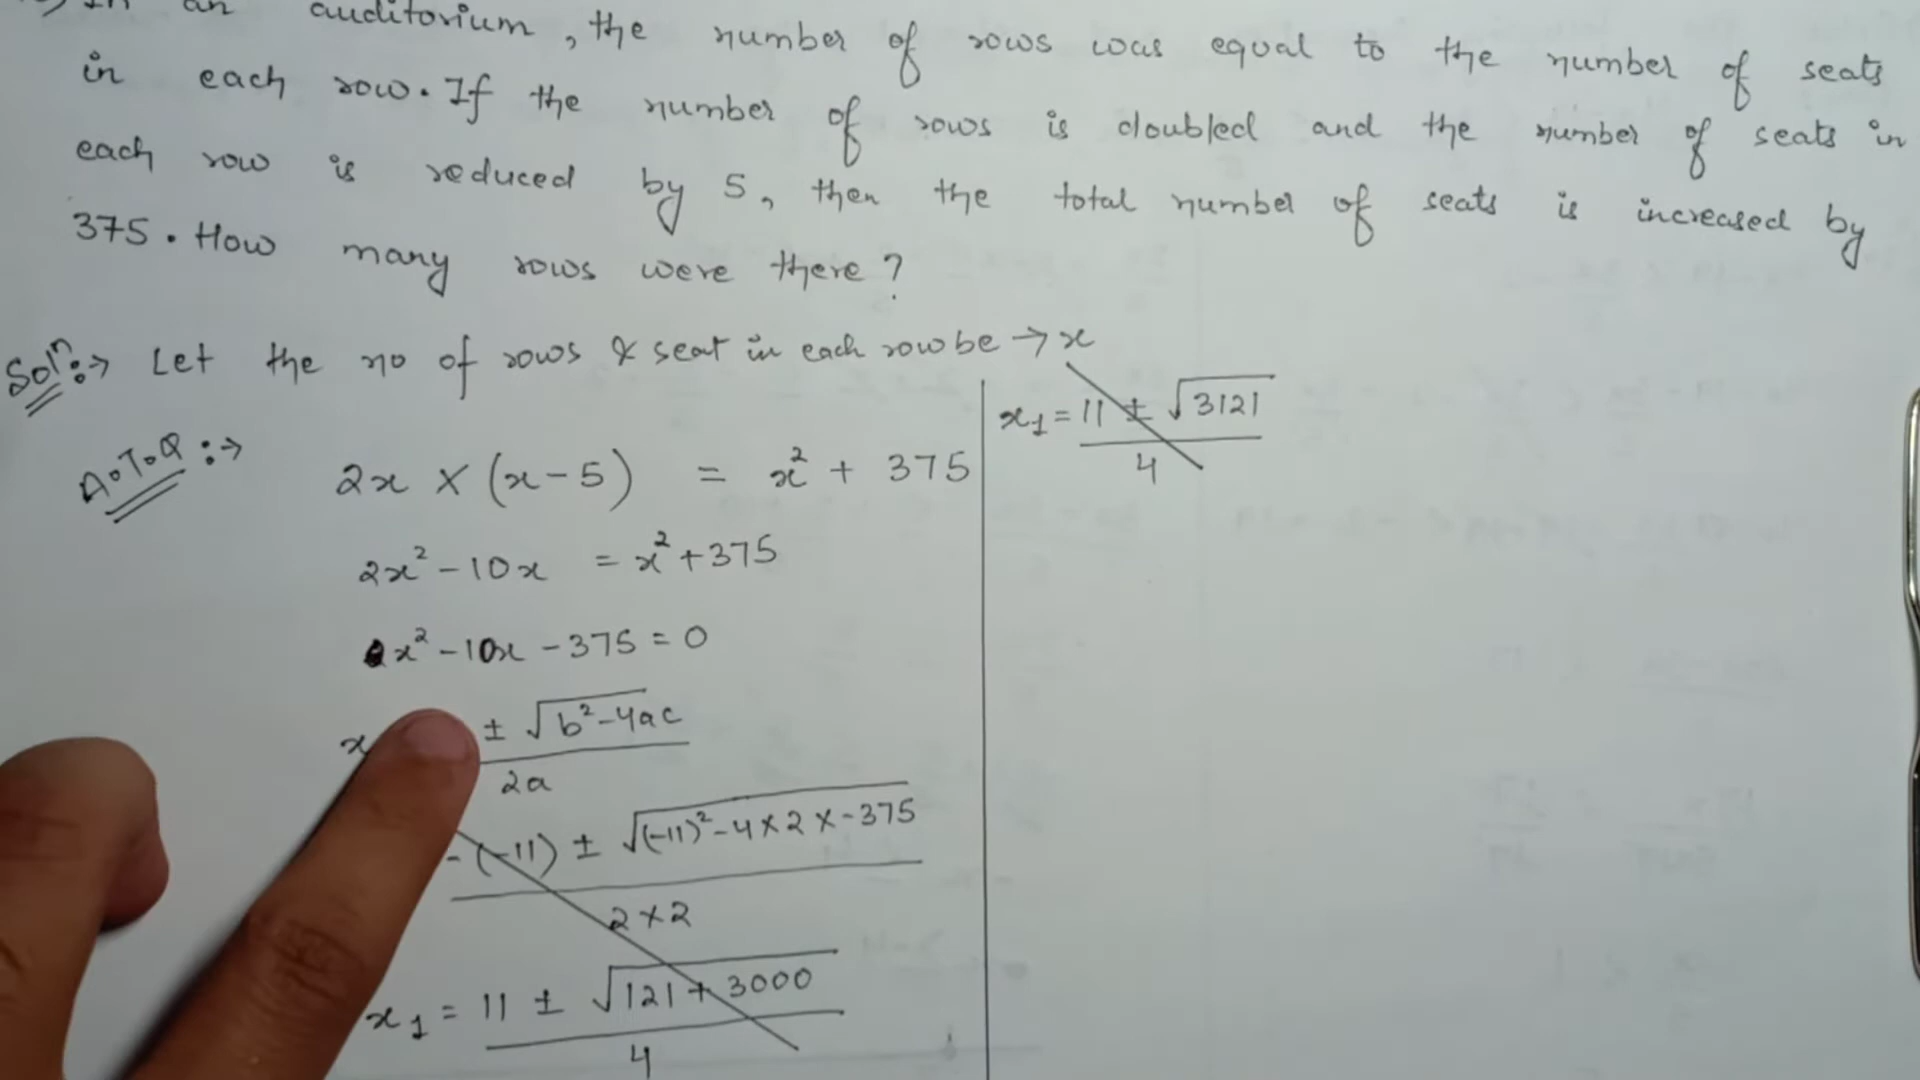 In an auditorium, the number of rows was equal to the number of seats
in each row. If the number of rows is doubled and the number of seats in
each row is reduced by 5, then the total number of seats is increased by
375. How many rows were there?
Solⁿ:→ Let the no of rows & seat in each row be → x
A.T.Q:→
2x × (x-5) = x² + 375
2x² - 10x = x² + 375
x² - 10x - 375 = 0
x ± √b²-4ac
2a
-(-11) ± √(-11)² - 4×2×-375
2×2
x₁ = 11 ± √121 + 3000
4
x₁ = 11 ± √3121
4